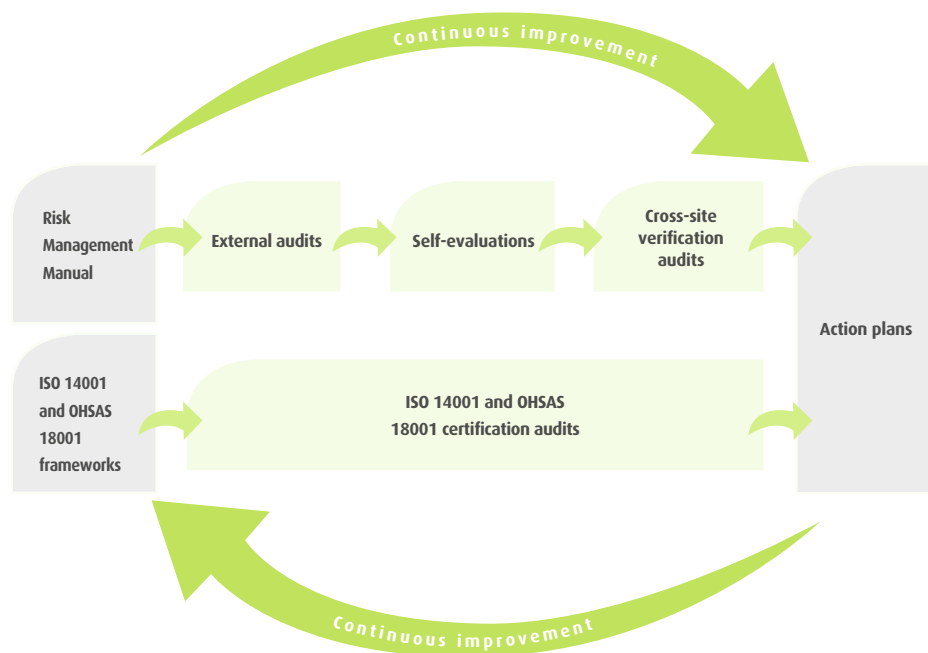 Continuous improvement
Risk
Management
Manual
External audits
Self-evaluations
Cross-site
verification
audits
Action plans
ISO 14001
and OHSAS
18001
frameworks
ISO 14001 and OHSAS
18001 certification audits
Continuous improvement